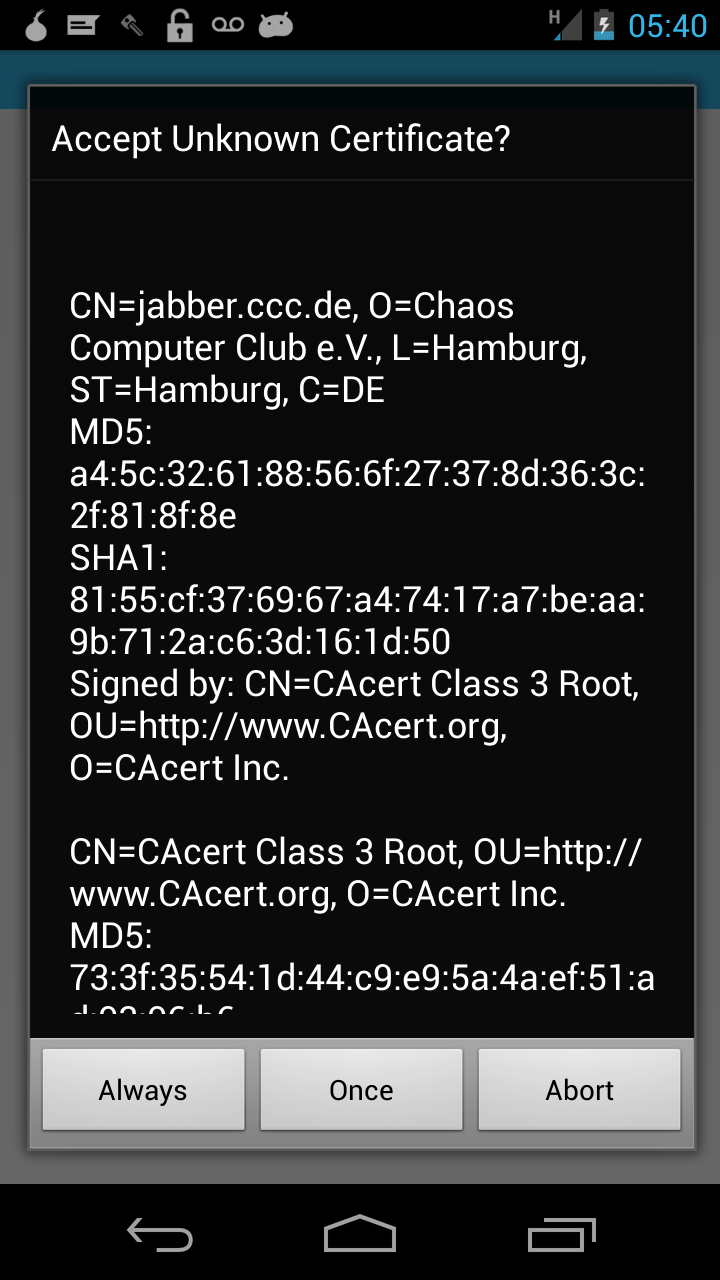 H
05:40
Accept Unknown Certificate?
CN=jabber.ccc.de, O=Chaos
Computer Club e.V., L=Hamburg,
ST=Hamburg, C=DE
MD5:
a4:5c:32:61:88:56:6f:27:37:8d:36:3c:
2f:81:8f:8e
SHA1:
81:55:cf:37:69:67:a4:74:17:a7:be:aa:
9b:71:2a:c6:3d:16:1d:50
Signed by: CN=CAcert Class 3 Root,
OU=http://www.CAcert.org,
O=CAcert Inc.
CN=CAcert Class 3 Root, OU=http://
www.CAcert.org, O=CAcert Inc.
MD5:
73:3f:35:54:1d:44:c9:e9:5a:4a:ef:51:a
Always
Once
Abort